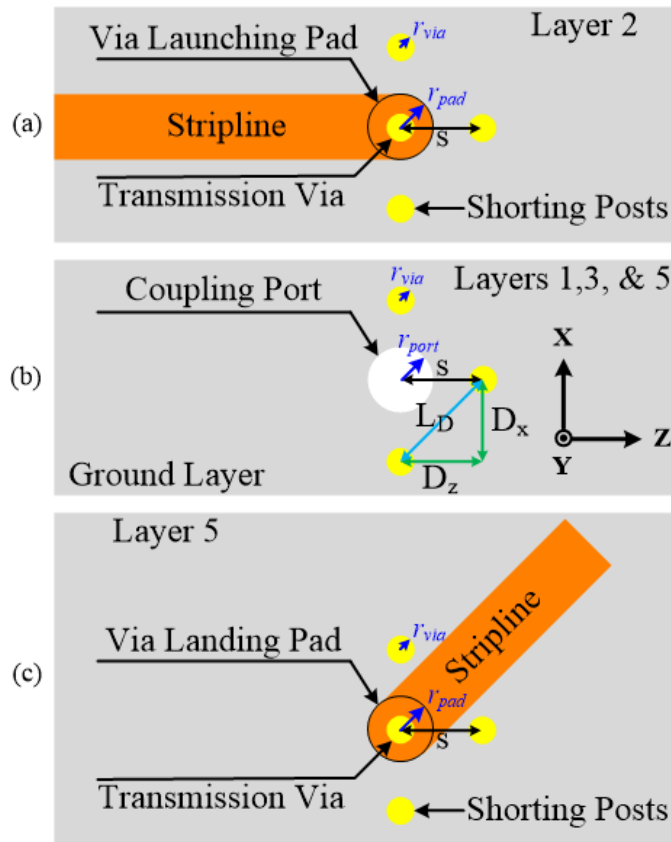 (a)
Via Launching Pad
r_via
Layer 2
r_pad
Stripline
s
Transmission Via
Shorting Posts
(b)
r_via
Layers 1,3, & 5
Coupling Port
r_port
s
L_D
D_x
D_z
X
Z
Y
Ground Layer
(c)
Layer 5
Via Landing Pad
r_via
Stripline
r_pad
s
Transmission Via
Shorting Posts